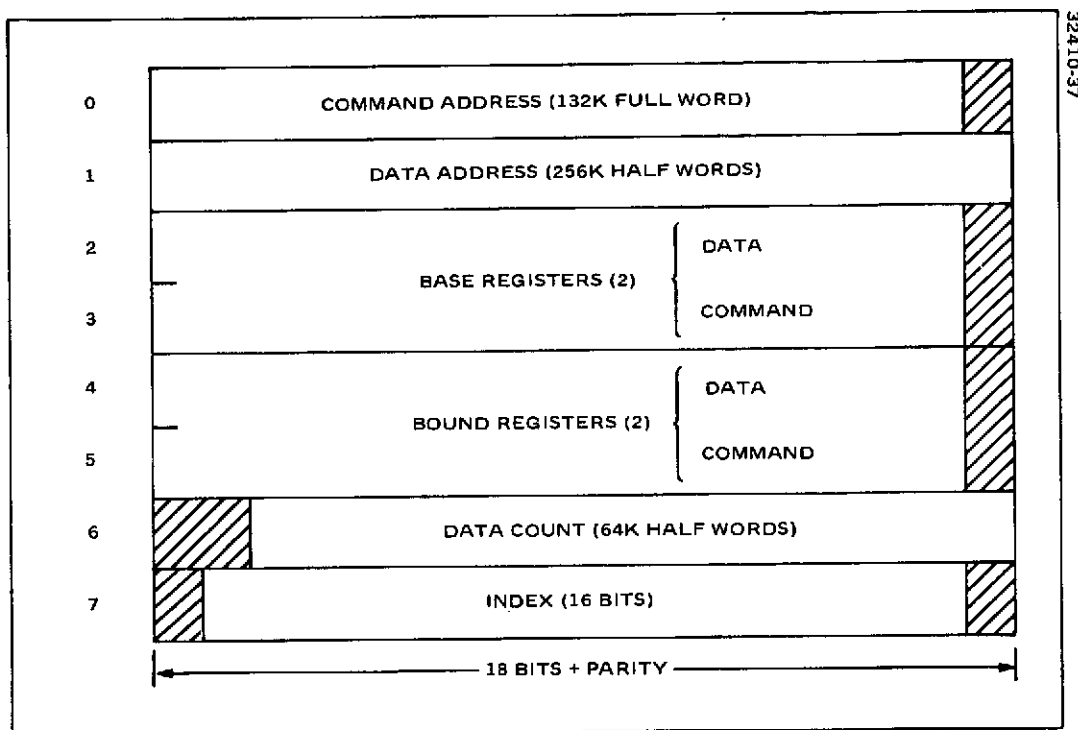 32410-37
0 COMMAND ADDRESS (132K FULL WORD)
1 DATA ADDRESS (256K HALF WORDS)
2 DATA
BASE REGISTERS (2)
3 COMMAND
4 DATA
BOUND REGISTERS (2)
5 COMMAND
6 DATA COUNT (64K HALF WORDS)
7 INDEX (16 BITS)
18 BITS + PARITY